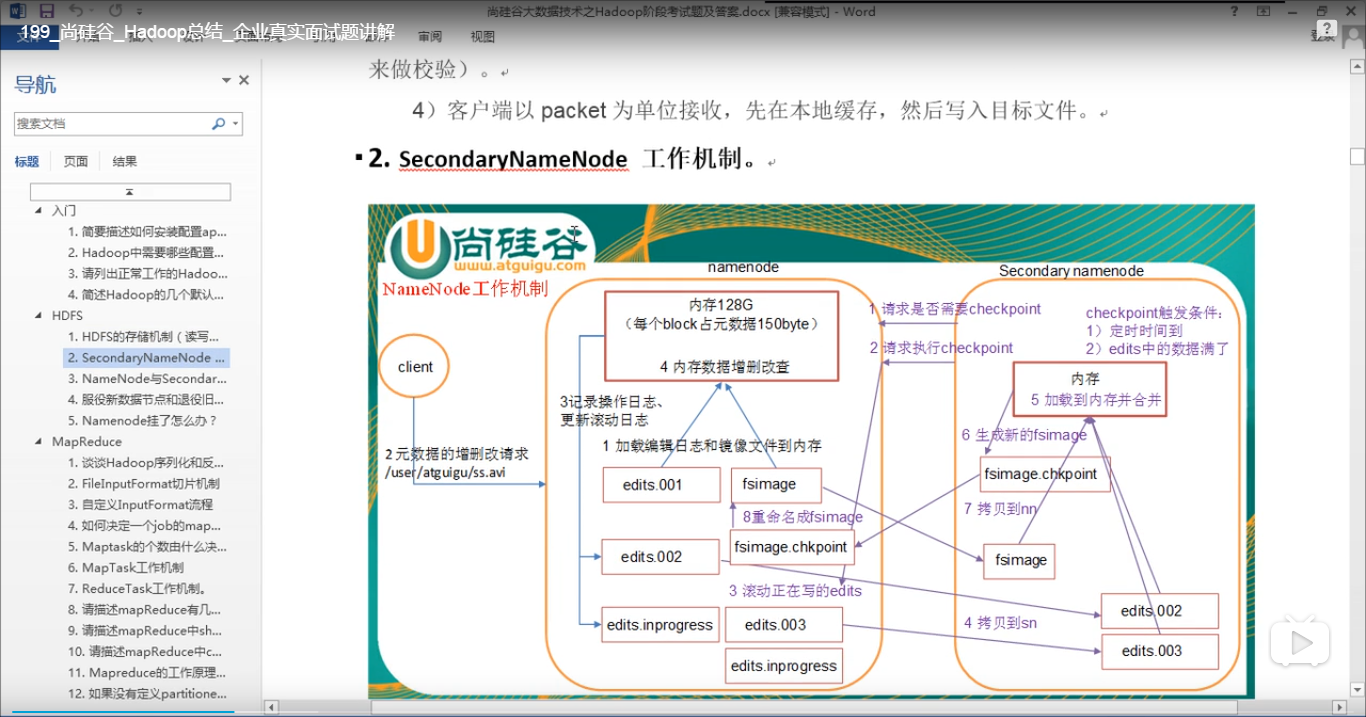 尚硅谷大数据技术之Hadoop阶段考试题及答案.docx [兼容模式] - Word
199_尚硅谷_Hadoop总结_企业真实面试题讲解
审阅
视图
导航
搜索文档
标题
页面
结果
入门
1. 简要描述如何安装配置ap...
2. Hadoop中需要哪些配置...
3. 请列出正常工作的Hadoo...
4. 简述Hadoop的几个默认...
HDFS
1. HDFS的存储机制（读写...
2. SecondaryNameNode ...
3. NameNode与Secondar...
4. 服役新数据节点和退役旧...
5. Namenode挂了怎么办？
MapReduce
1. 谈谈Hadoop序列化和反...
2. FileInputFormat切片机制
3. 自定义InputFormat流程
4. 如何决定一个job的map...
5. Maptask的个数由什么决...
6. MapTask工作机制
7. ReduceTask工作机制。
8. 请描述mapReduce有几...
9. 请描述mapReduce中sh...
10. 请描述mapReduce中c...
11. Mapreduce的工作原理...
12. 如果没有定义partitione...
来做校验）。
4）客户端以 packet 为单位接收，先在本地缓存，然后写入目标文件。
2. SecondaryNameNode 工作机制。
尚硅谷
www.atguigu.com
NameNode工作机制
namenode
Secondary namenode
内存128G
（每个block占元数据150byte）
4 内存数据增删改查
1 请求是否需要checkpoint
2 请求执行checkpoint
checkpoint触发条件：
1）定时时间到
2）edits中的数据满了
client
内存
5 加载到内存并合并
3记录操作日志、
更新滚动日志
1 加载编辑日志和镜像文件到内存
6 生成新的fsimage
2 元数据的增删改请求
/user/atguigu/ss.avi
edits.001
fsimage
fsimage.chkpoint
8重命名成fsimage
7 拷贝到nn
edits.002
fsimage.chkpoint
fsimage
3 滚动正在写的edits
edits.002
edits.inprogress
edits.003
4 拷贝到sn
edits.003
edits.inprogress